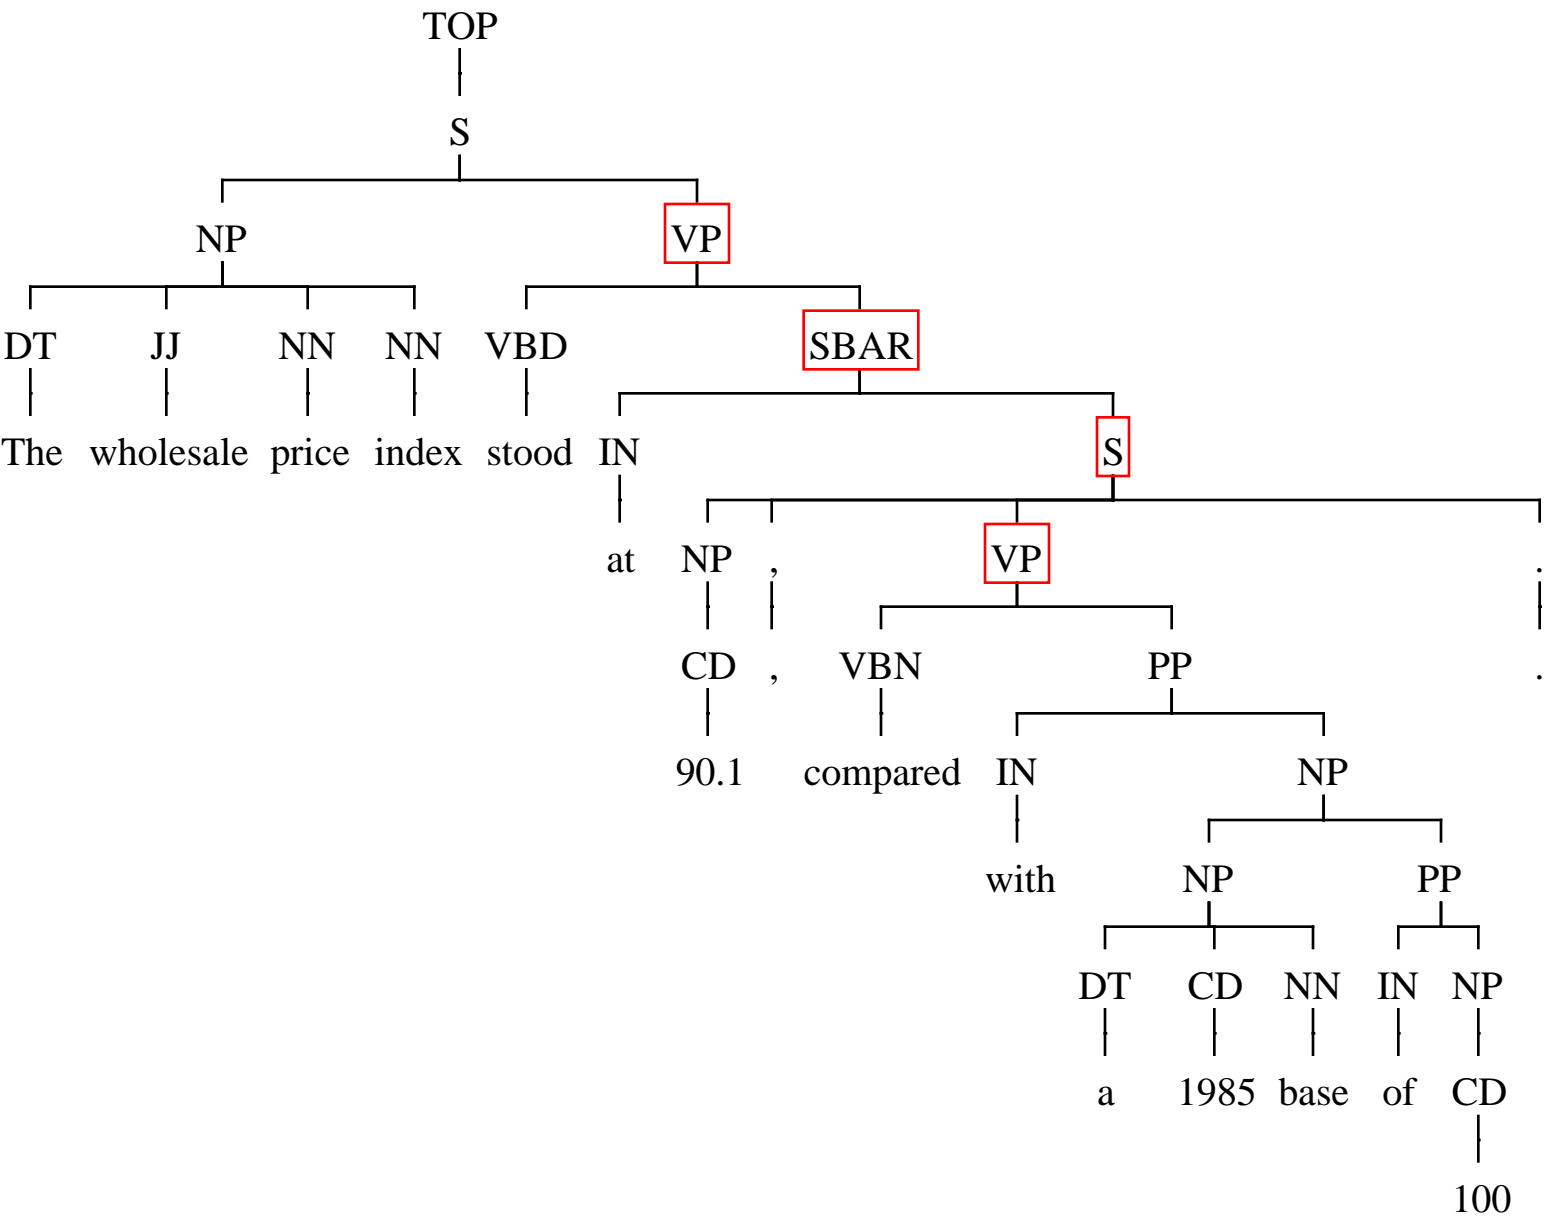 TOP
S
NP VP
DT JJ NN NN VBD SBAR
The wholesale price index stood IN S
at NP , VP .
CD , VBN PP .
90.1 compared IN NP
with NP PP
DT CD NN IN NP
a 1985 base of CD
100